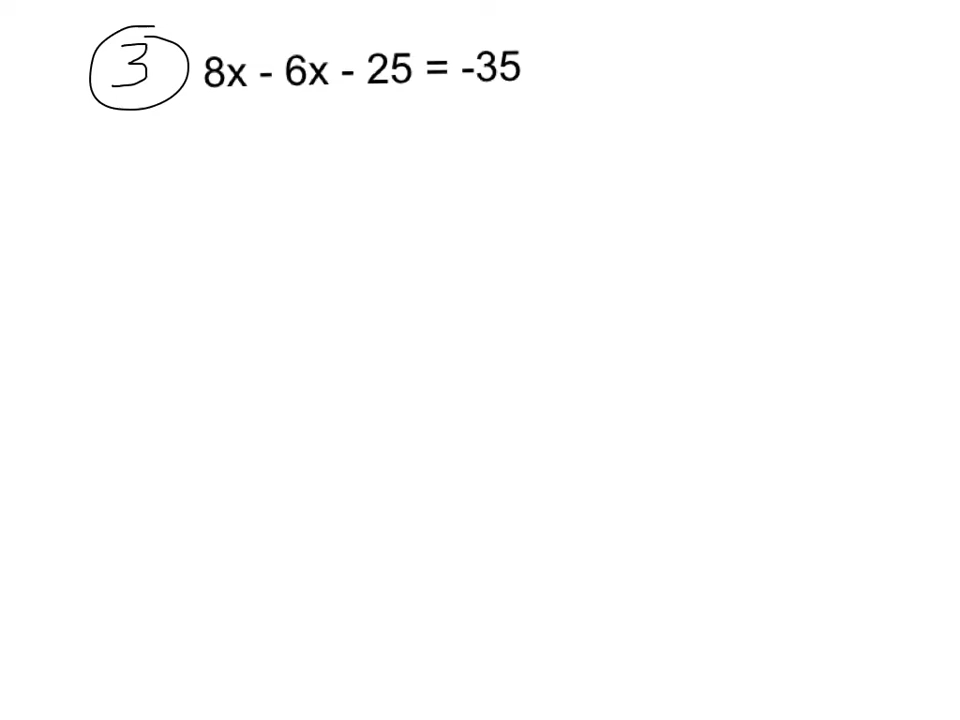 3 8x - 6x - 25 = -35